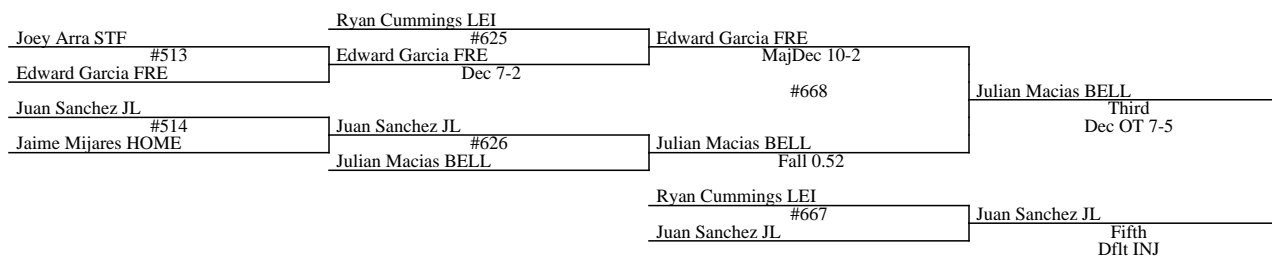 Joey Arra STF
#513
Edward Garcia FRE
Juan Sanchez JL
#514
Jaime Mijares HOME
Ryan Cummings LEI
#625
Edward Garcia FRE
Dec 7-2
Juan Sanchez JL
#626
Julian Macias BELL
Edward Garcia FRE
MajDec 10-2
#668
Julian Macias BELL
Fall 0.52
Ryan Cummings LEI
#667
Juan Sanchez JL
Julian Macias BELL
Third
Dec OT 7-5
Juan Sanchez JL
Fifth
Dflt INJ